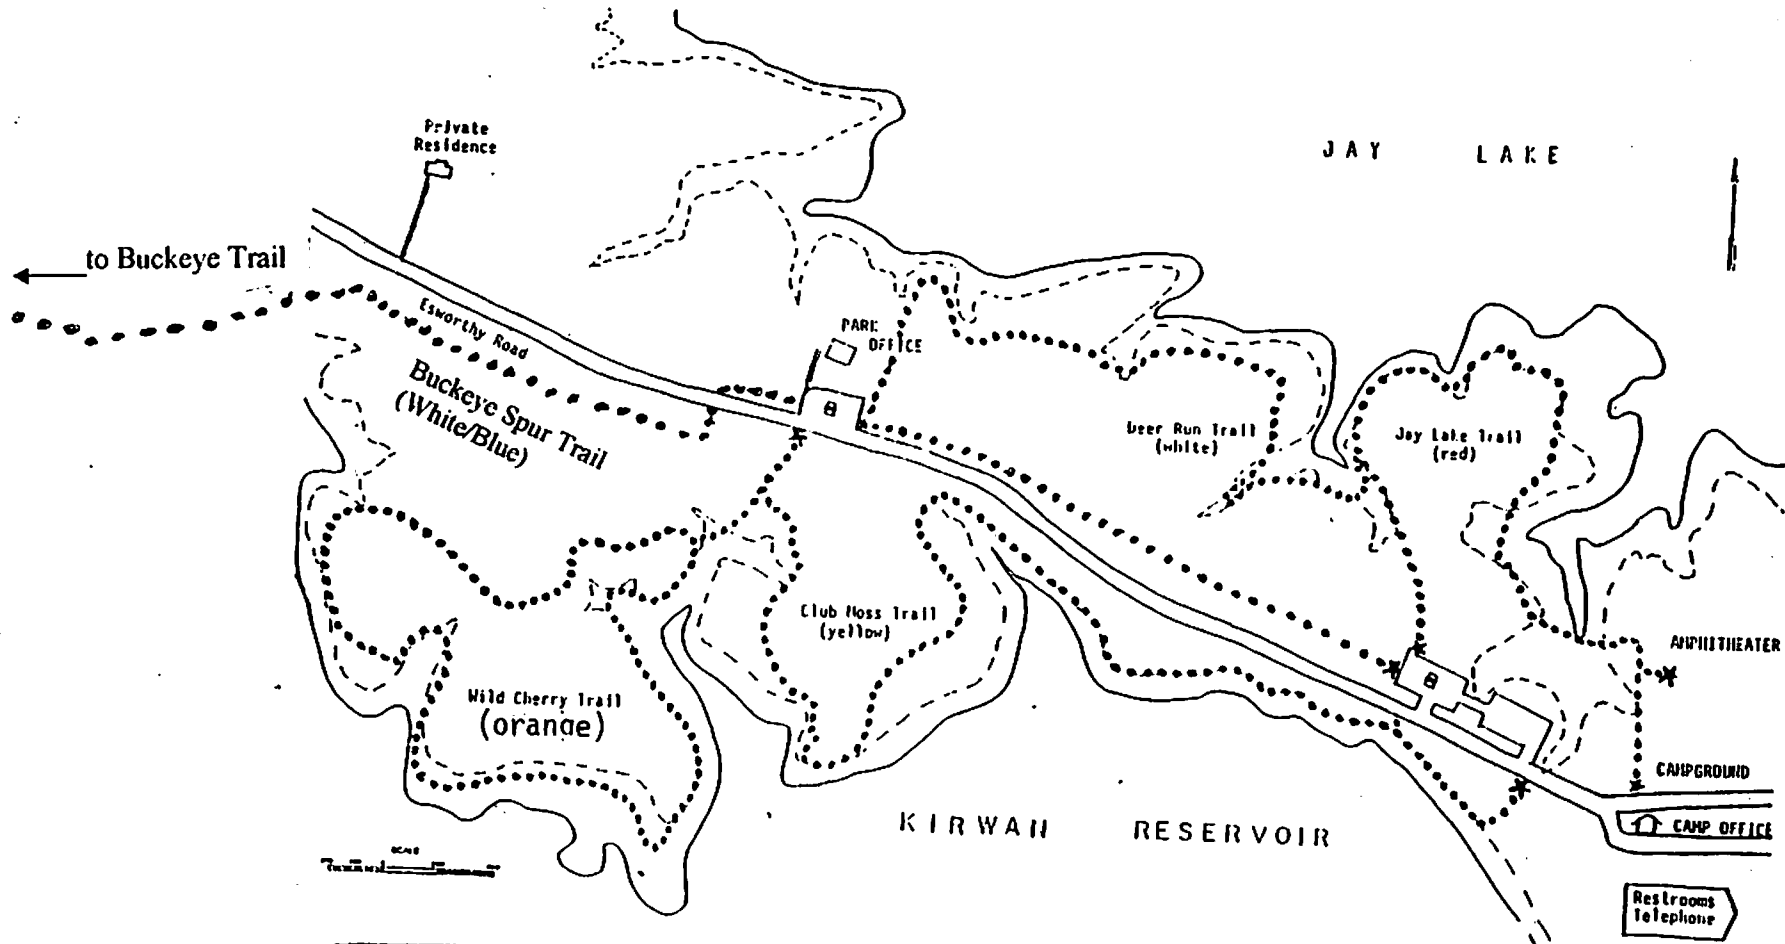 Private
Residence
JAY LAKE
to Buckeye Trail
Esworthy Road
PARK
OFFICE
Buckeye Spur Trail
(White/Blue)
Deer Run Trail
(white)
Jay Lake Trail
(red)
Club Moss Trail
(yellow)
AMPHITHEATER
Wild Cherry Trail
(orange)
CAMPGROUND
KIRWAN RESERVOIR
CAMP OFFICE
SCALE
Restrooms
Telephone